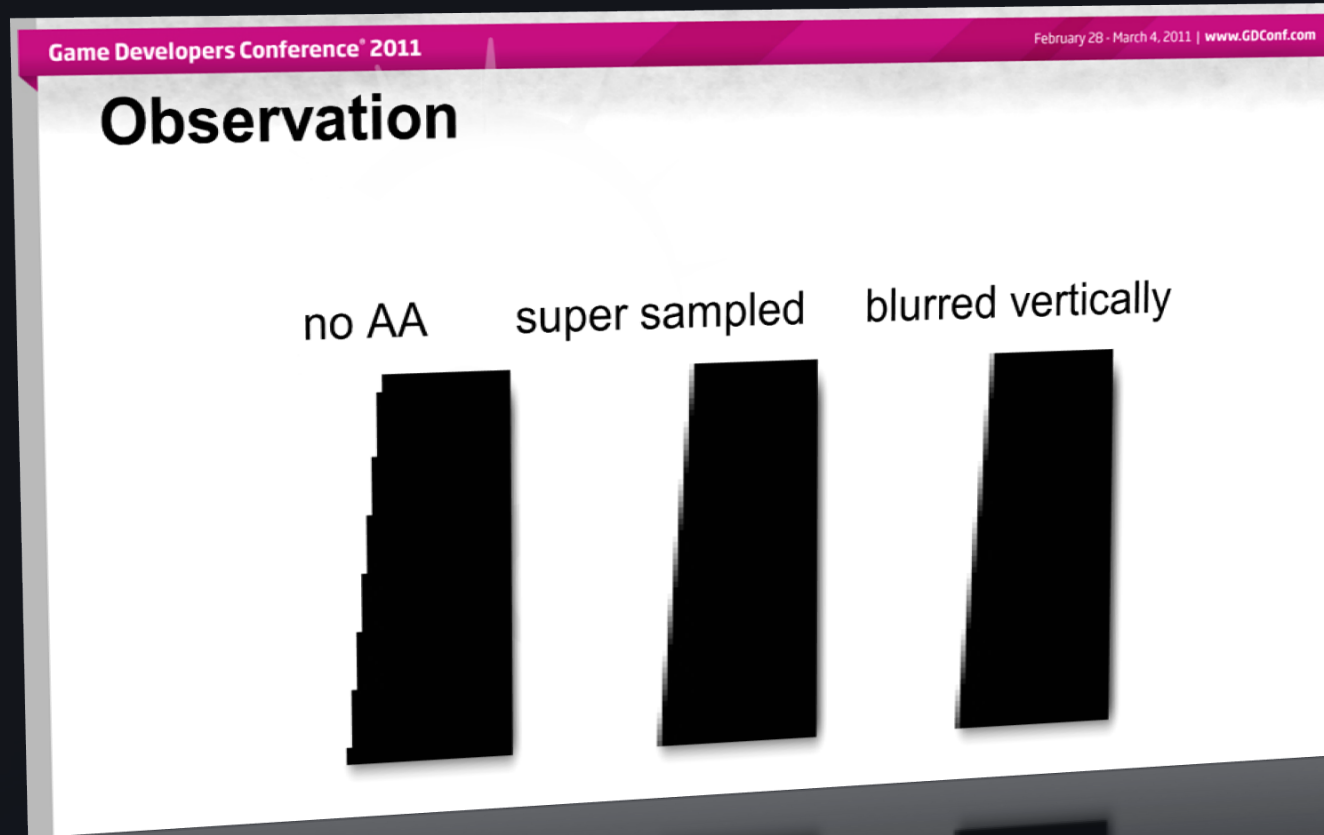 Game Developers Conference® 2011
February 28 - March 4, 2011 | www.GDConf.com
Observation
no AA
super sampled
blurred vertically